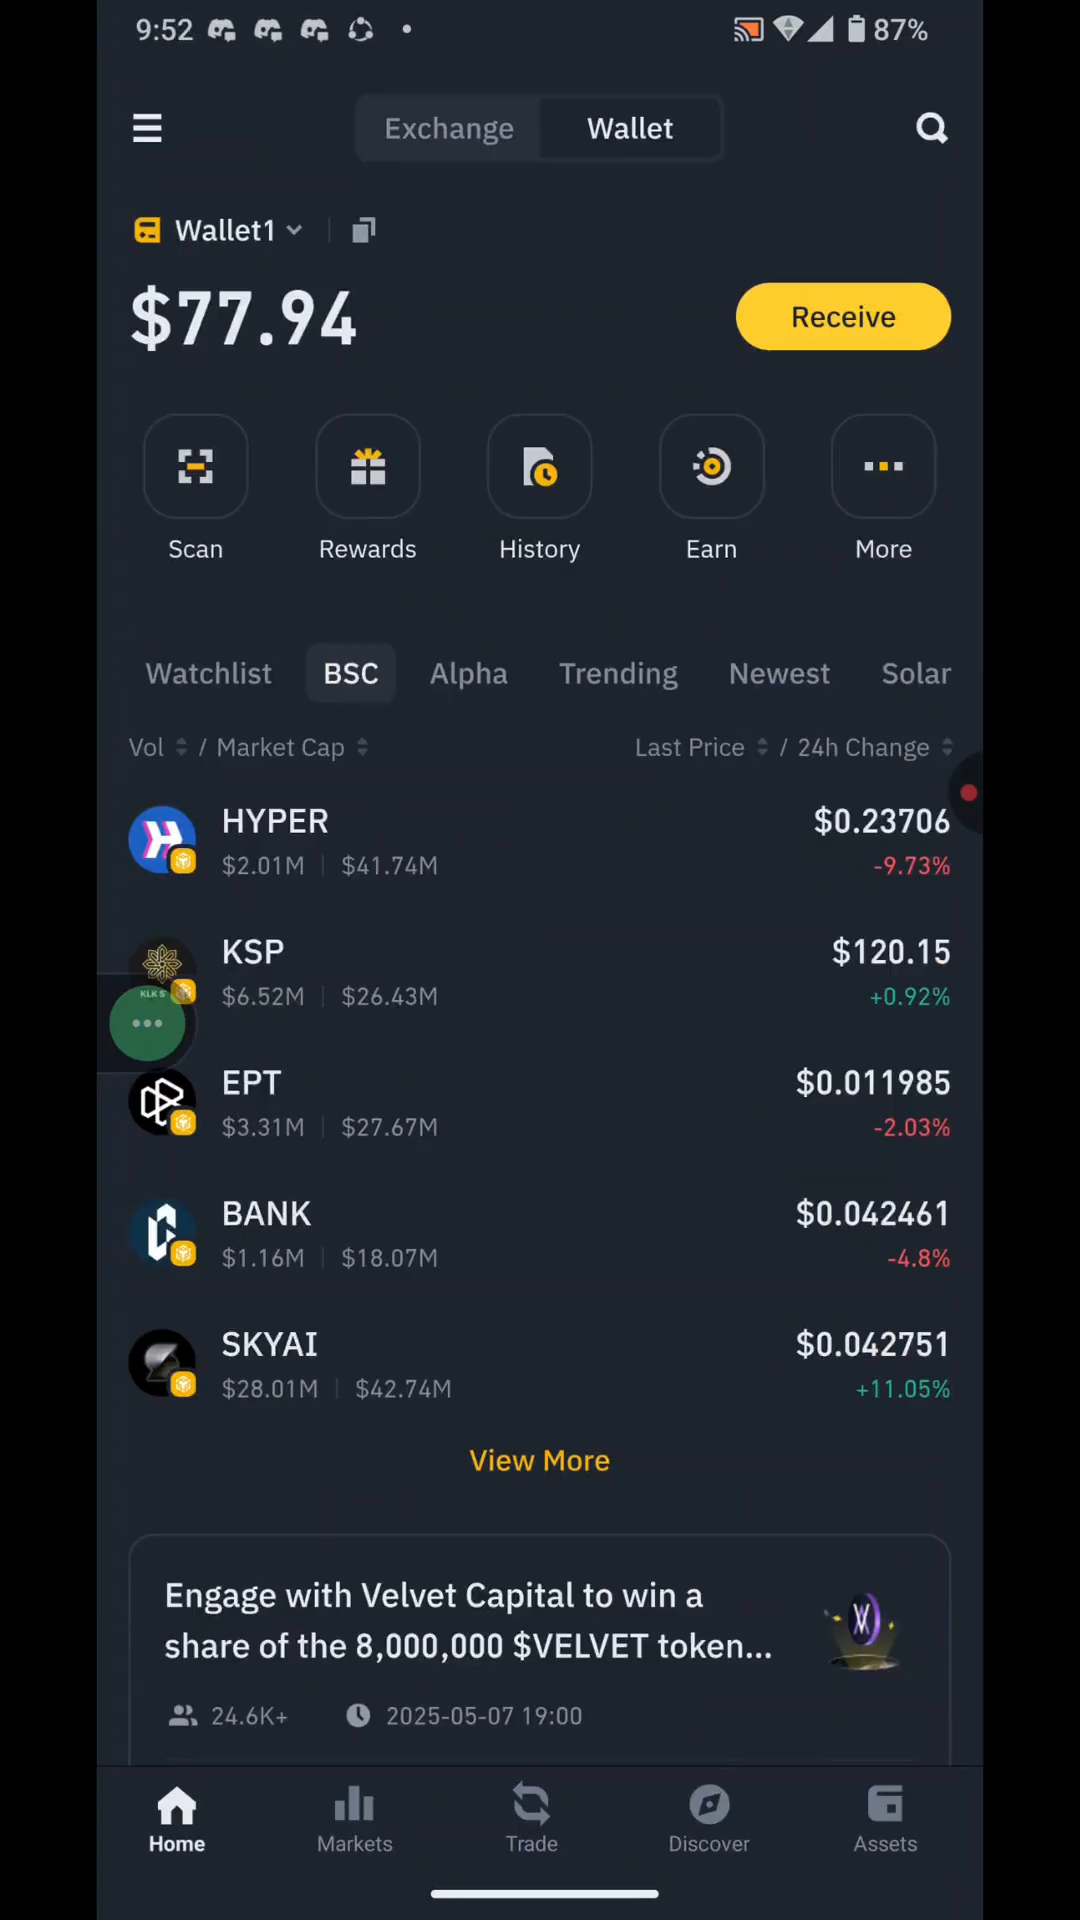 9:52 87%
Exchange Wallet
Wallet1
$77.94 Receive
Scan Rewards History Earn More
Watchlist BSC Alpha Trending Newest Solar
Vol / Market Cap Last Price / 24h Change
HYPER $0.23706
$2.01M | $41.74M -9.73%
KSP $120.15
$6.52M | $26.43M +0.92%
KLK S
EPT $0.011985
$3.31M | $27.67M -2.03%
BANK $0.042461
$1.16M | $18.07M -4.8%
SKYAI $0.042751
$28.01M | $42.74M +11.05%
View More
Engage with Velvet Capital to win a
share of the 8,000,000 $VELVET token...
24.6K+ 2025-05-07 19:00
Home Markets Trade Discover Assets